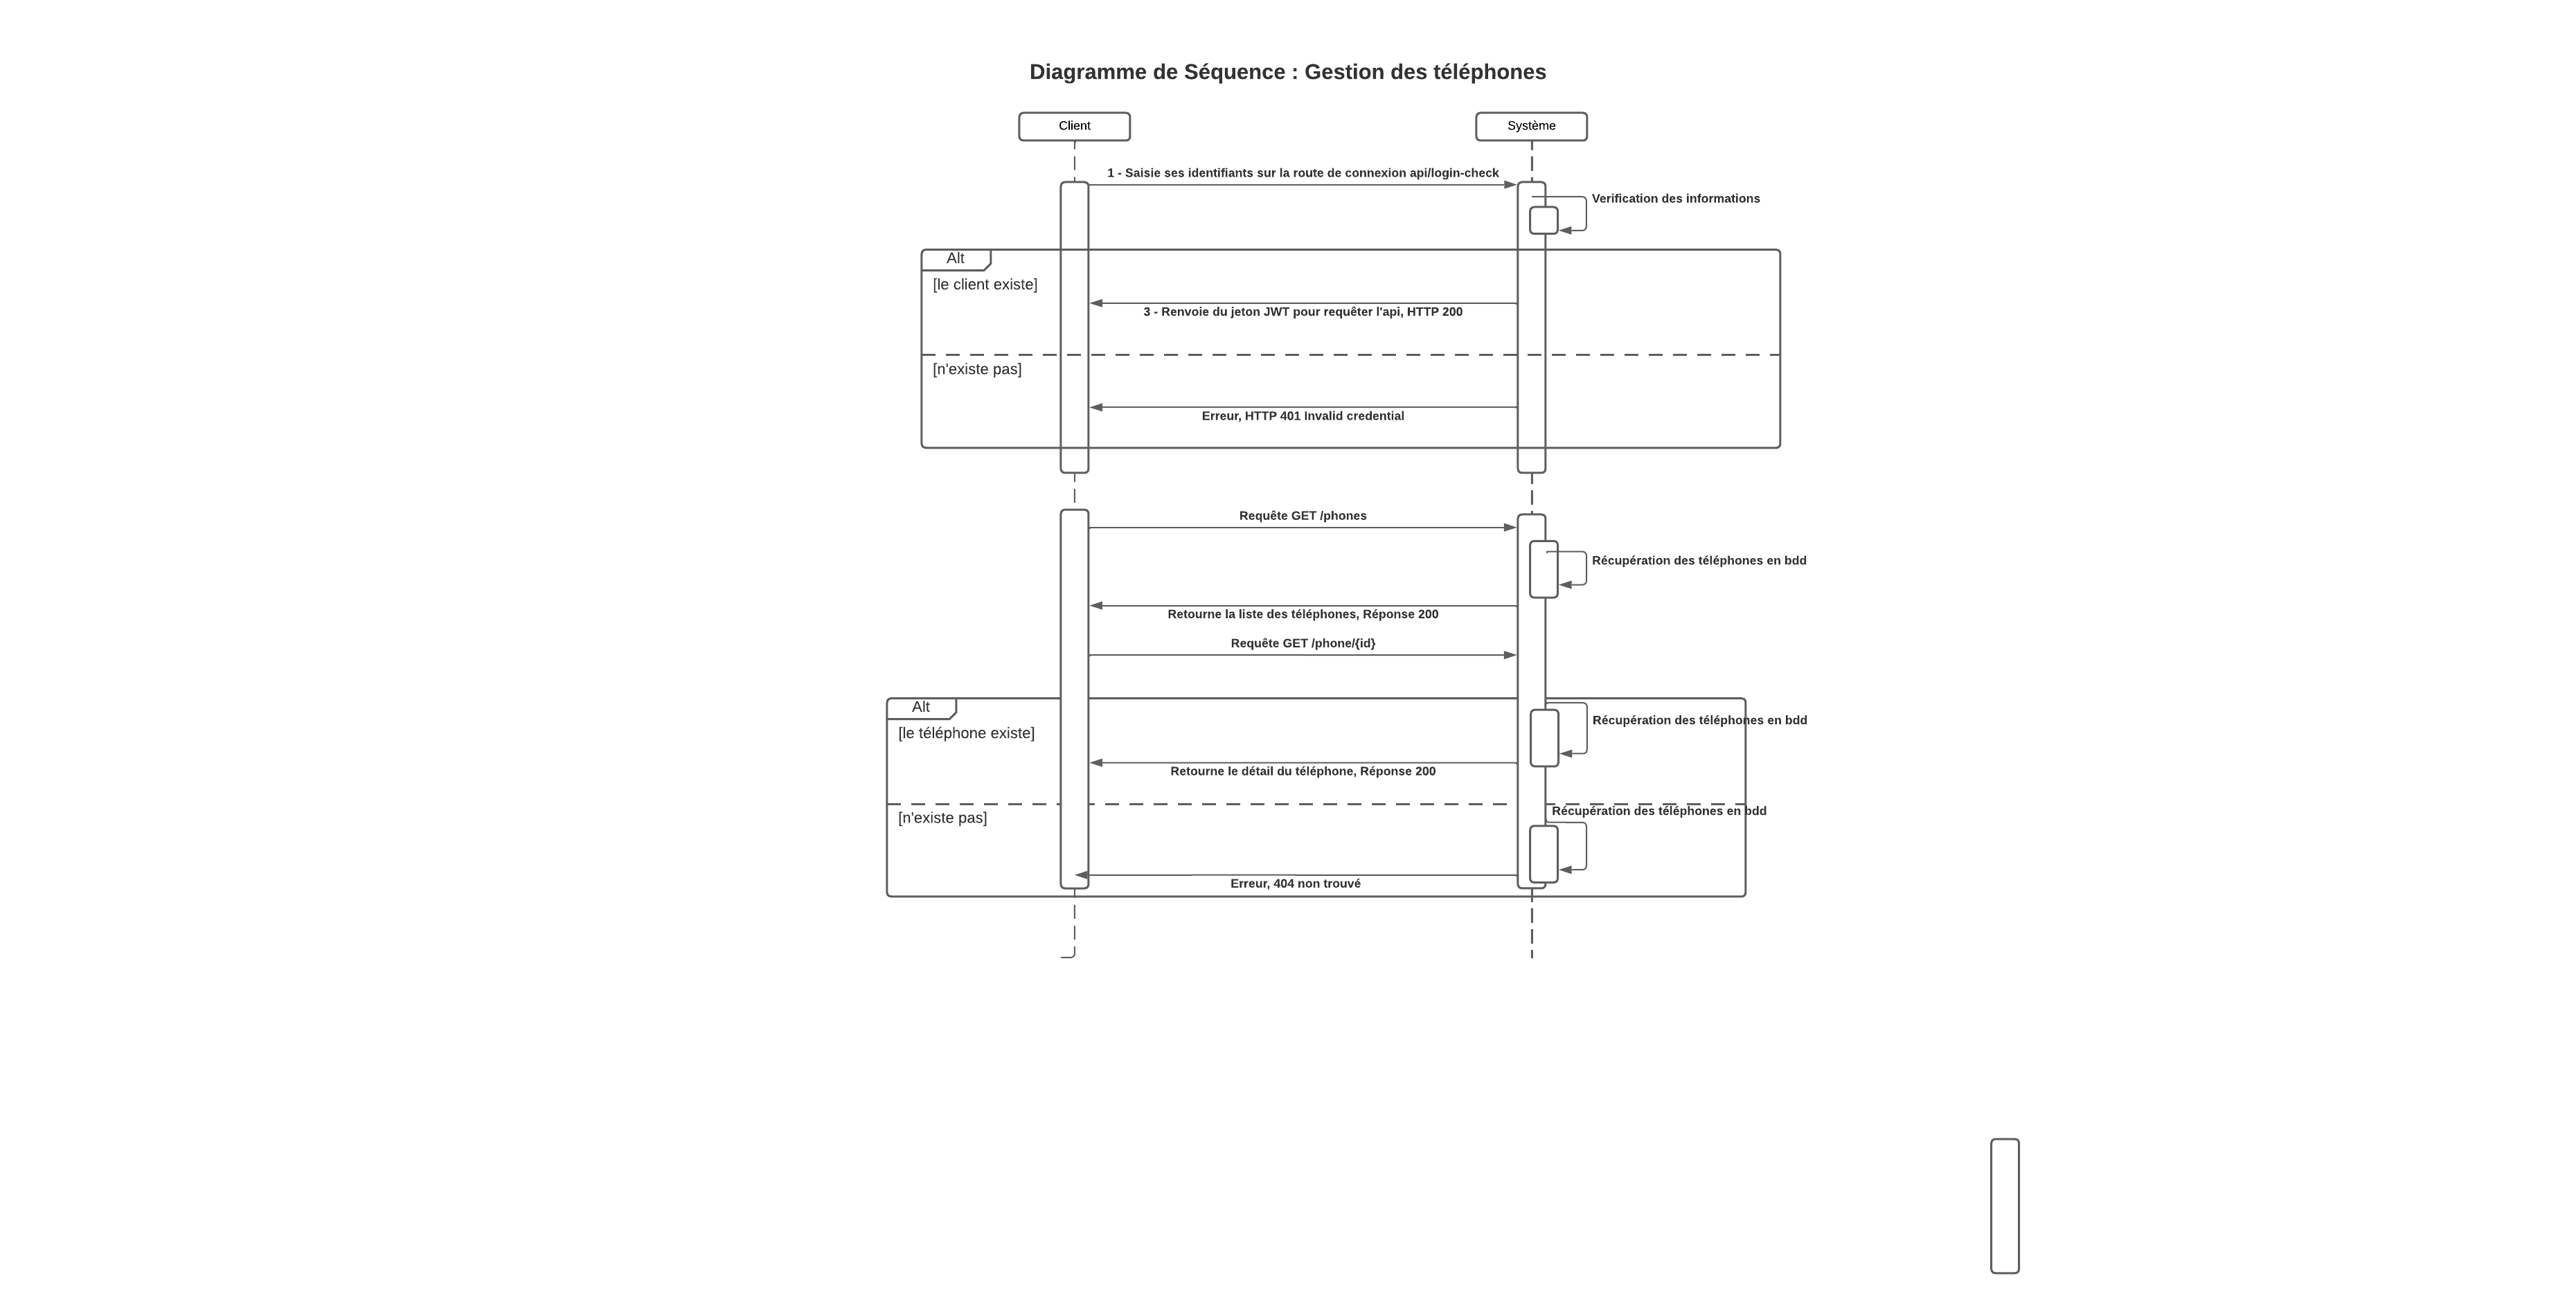 Diagramme de Séquence : Gestion des téléphones
Client
Système
1 - Saisie ses identifiants sur la route de connexion api/login-check
Verification des informations
Alt
[le client existe]
3 - Renvoie du jeton JWT pour requêter l'api, HTTP 200
[n'existe pas]
Erreur, HTTP 401 Invalid credential
Requête GET /phones
Récupération des téléphones en bdd
Retourne la liste des téléphones, Réponse 200
Requête GET /phone/{id}
Alt
Récupération des téléphones en bdd
[le téléphone existe]
Retourne le détail du téléphone, Réponse 200
Récupération des téléphones en bdd
[n'existe pas]
Erreur, 404 non trouvé